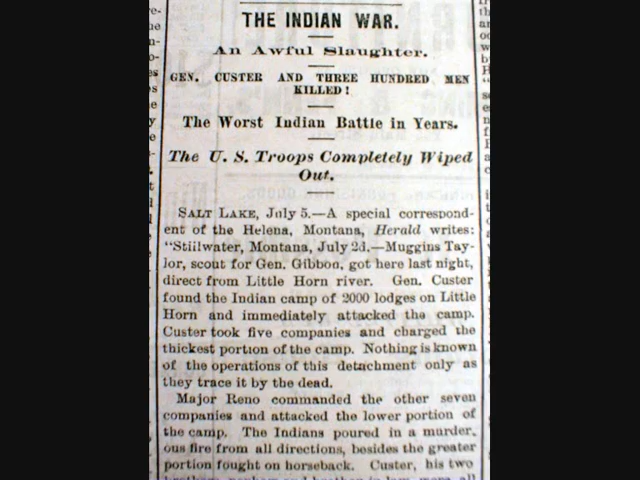 THE INDIAN WAR.
An Awful Slaughter.
GEN. CUSTER AND THREE HUNDRED MEN
KILLED!
The Worst Indian Battle in Years.
The U. S. Troops Completely Wiped
Out.
SALT LAKE, July 5.—A special correspond-
ent of the Helena, Montana, Herald writes:
"Stillwater, Montana, July 2d.—Muggins Tay-
lor, scout for Gen. Gibbon, got here last night,
direct from Little Horn river. Gen. Custer
found the Indian camp of 2000 lodges on Little
Horn and immediately attacked the camp.
Custer took five companies and charged the
thickest portion of the camp. Nothing is known
of the operations of this detachment only as
they trace it by the dead.
Major Reno commanded the other seven
companies and attacked the lower portion of
the camp. The Indians poured in a murder,
ous fire from all directions, besides the greater
portion fought on horseback. Custer, his two